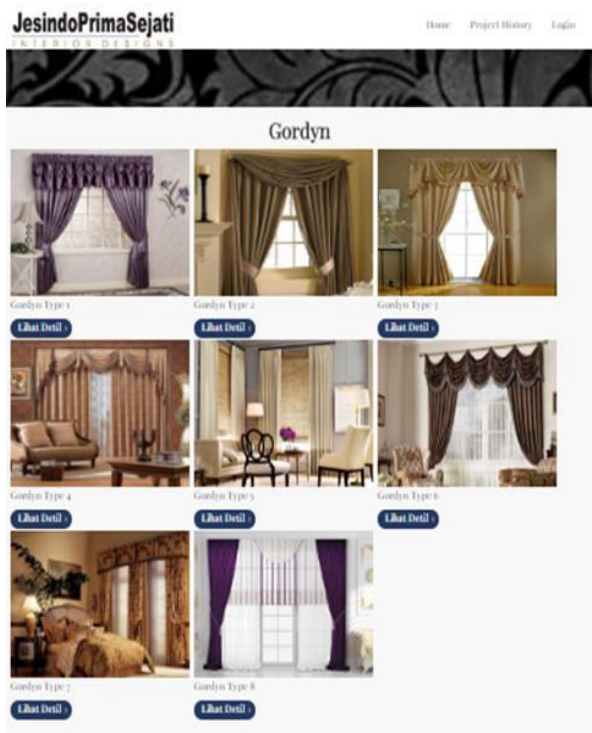 JesindoPrimaSejati
INTERIOR DESIGNS
Home Project History Login
Gordyn
Gordyn Type 1
Gordyn Type 2
Gordyn Type 3
Lihat Detil ›
Lihat Detil ›
Lihat Detil ›
Gordyn Type 4
Gordyn Type 5
Gordyn Type 6
Lihat Detil ›
Lihat Detil ›
Lihat Detil ›
Gordyn Type 7
Gordyn Type 8
Lihat Detil ›
Lihat Detil ›